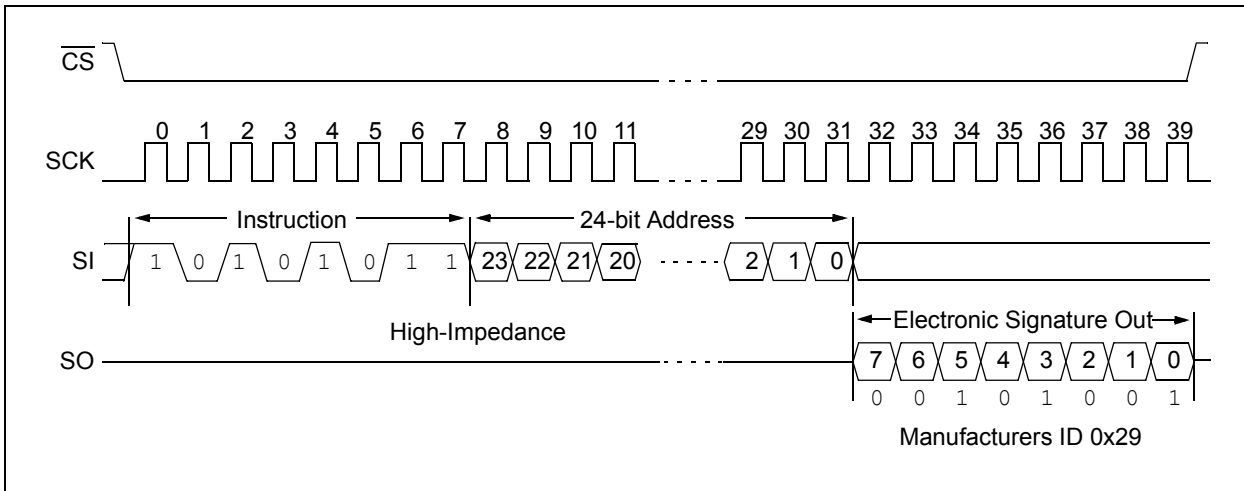 CS
0 1 2 3 4 5 6 7 8 9 10 11 29 30 31 32 33 34 35 36 37 38 39
SCK
Instruction 24-bit Address
SI 1 0 1 0 1 0 1 1 23 22 21 20 2 1 0
High-Impedance
Electronic Signature Out
SO 7 6 5 4 3 2 1 0
0 0 1 0 1 0 0 1
Manufacturers ID 0x29